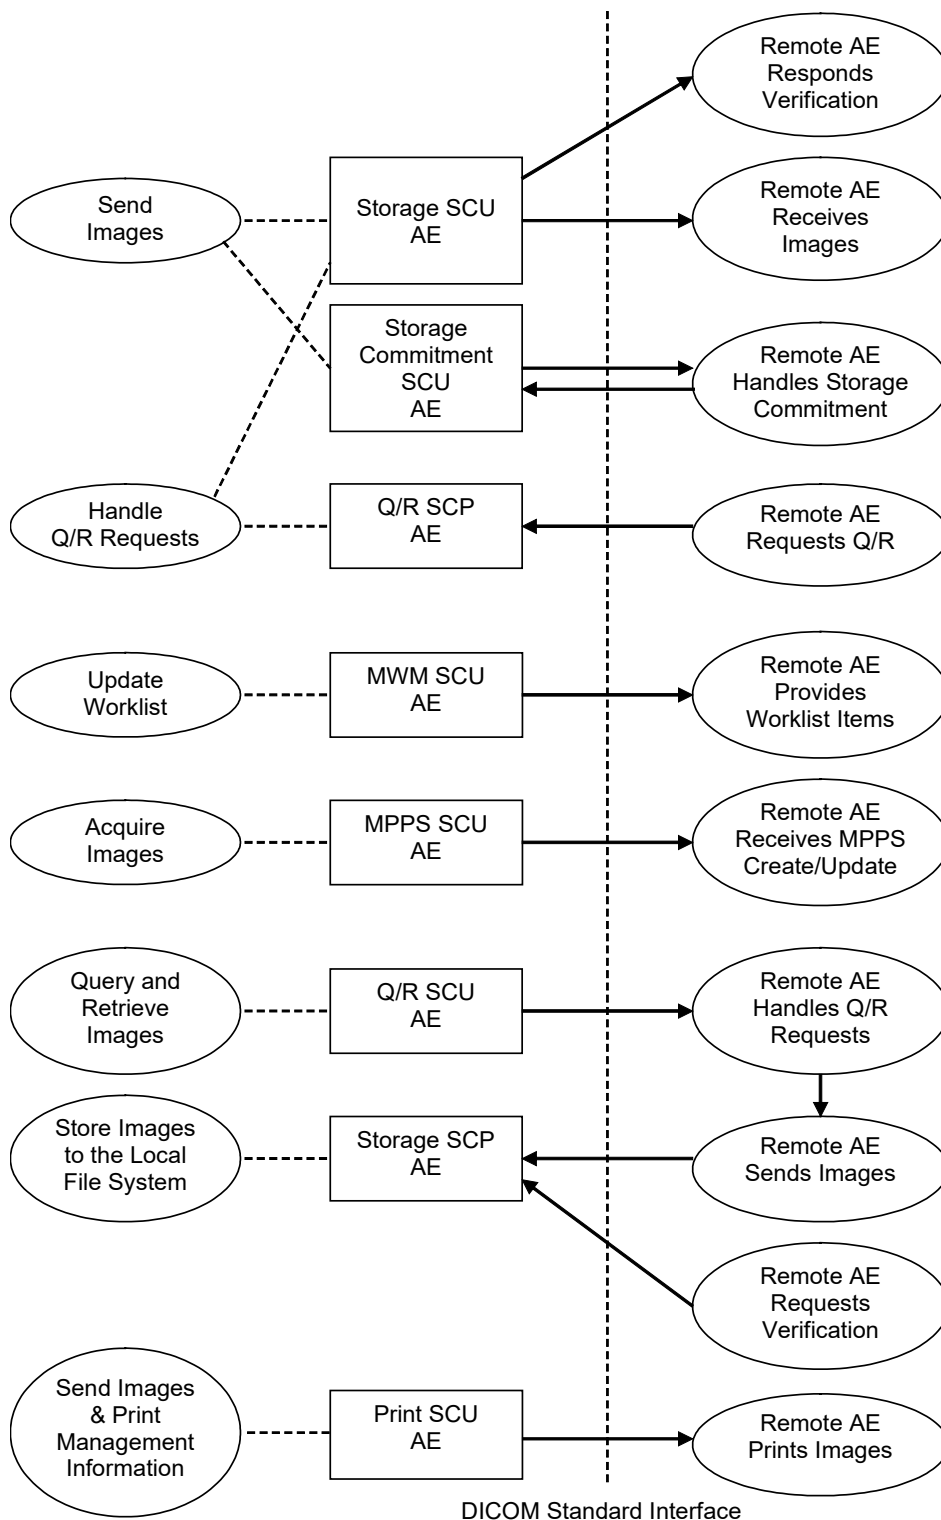 Remote AE
Responds
Verification
Send
Images
Storage SCU
AE
Remote AE
Receives
Images
Storage
Commitment
SCU
AE
Remote AE
Handles Storage
Commitment
Handle
Q/R Requests
Q/R SCP
AE
Remote AE
Requests Q/R
Update
Worklist
MWM SCU
AE
Remote AE
Provides
Worklist Items
Acquire
Images
MPPS SCU
AE
Remote AE
Receives MPPS
Create/Update
Query and
Retrieve
Images
Q/R SCU
AE
Remote AE
Handles Q/R
Requests
Store Images
to the Local
File System
Storage SCP
AE
Remote AE
Sends Images
Remote AE
Requests
Verification
Send Images
& Print
Management
Information
Print SCU
AE
Remote AE
Prints Images
DICOM Standard Interface